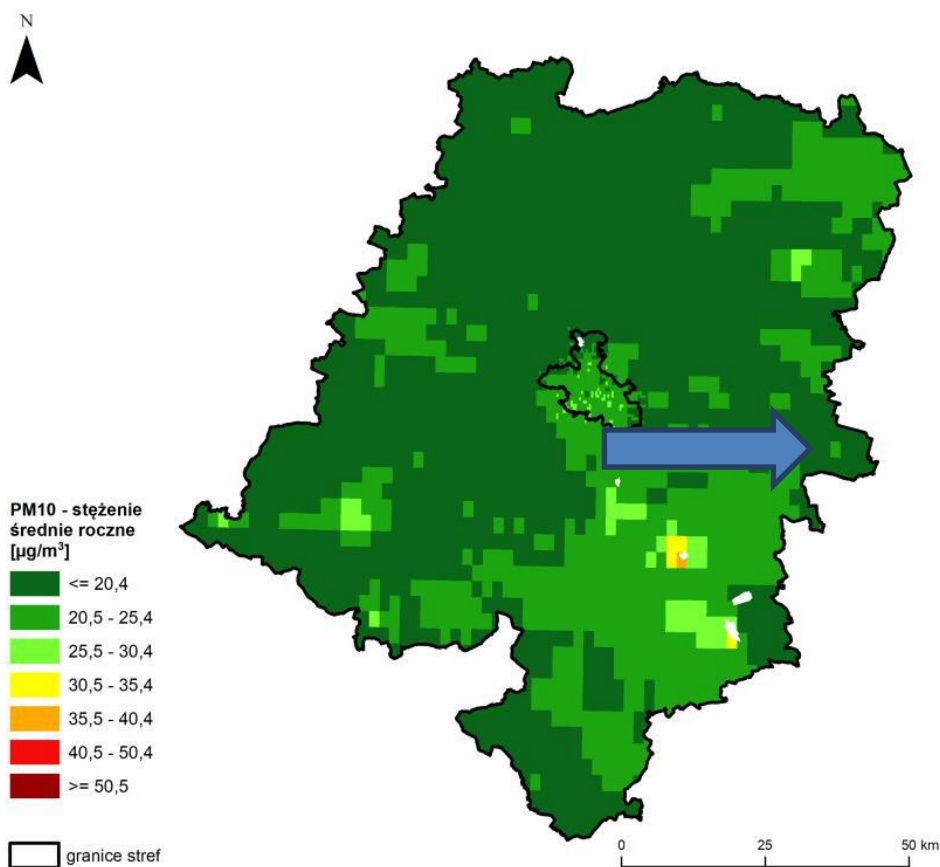 N
PM10 - stężenie
średnie roczne
[µg/m³]
<= 20,4
20,5 - 25,4
25,5 - 30,4
30,5 - 35,4
35,5 - 40,4
40,5 - 50,4
>= 50,5
granice stref
0 25 50 km